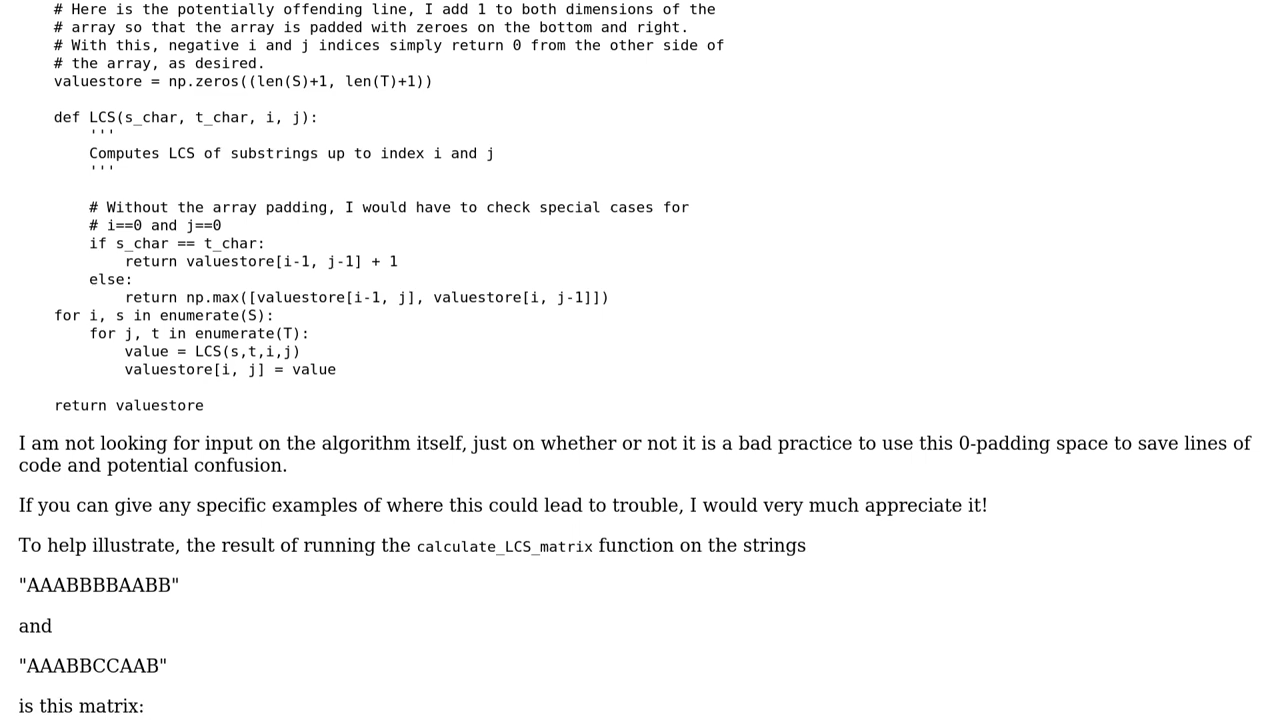 # Here is the potentially offending line, I add 1 to both dimensions of the
# array so that the array is padded with zeroes on the bottom and right.
# With this, negative i and j indices simply return 0 from the other side of
# the array, as desired.
valuestore = np.zeros((len(S)+1, len(T)+1))
def LCS(s_char, t_char, i, j):
'''
Computes LCS of substrings up to index i and j
'''
# Without the array padding, I would have to check special cases for
# i==0 and j==0
if s_char == t_char:
return valuestore[i-1, j-1] + 1
else:
return np.max([valuestore[i-1, j], valuestore[i, j-1]])
for i, s in enumerate(S):
for j, t in enumerate(T):
value = LCS(s,t,i,j)
valuestore[i, j] = value
return valuestore
I am not looking for input on the algorithm itself, just on whether or not it is a bad practice to use this 0-padding space to save lines of
code and potential confusion.
If you can give any specific examples of where this could lead to trouble, I would very much appreciate it!
To help illustrate, the result of running the calculate_LCS_matrix function on the strings
"AAABBBBAABB"
and
"AAABBCCAAB"
is this matrix: